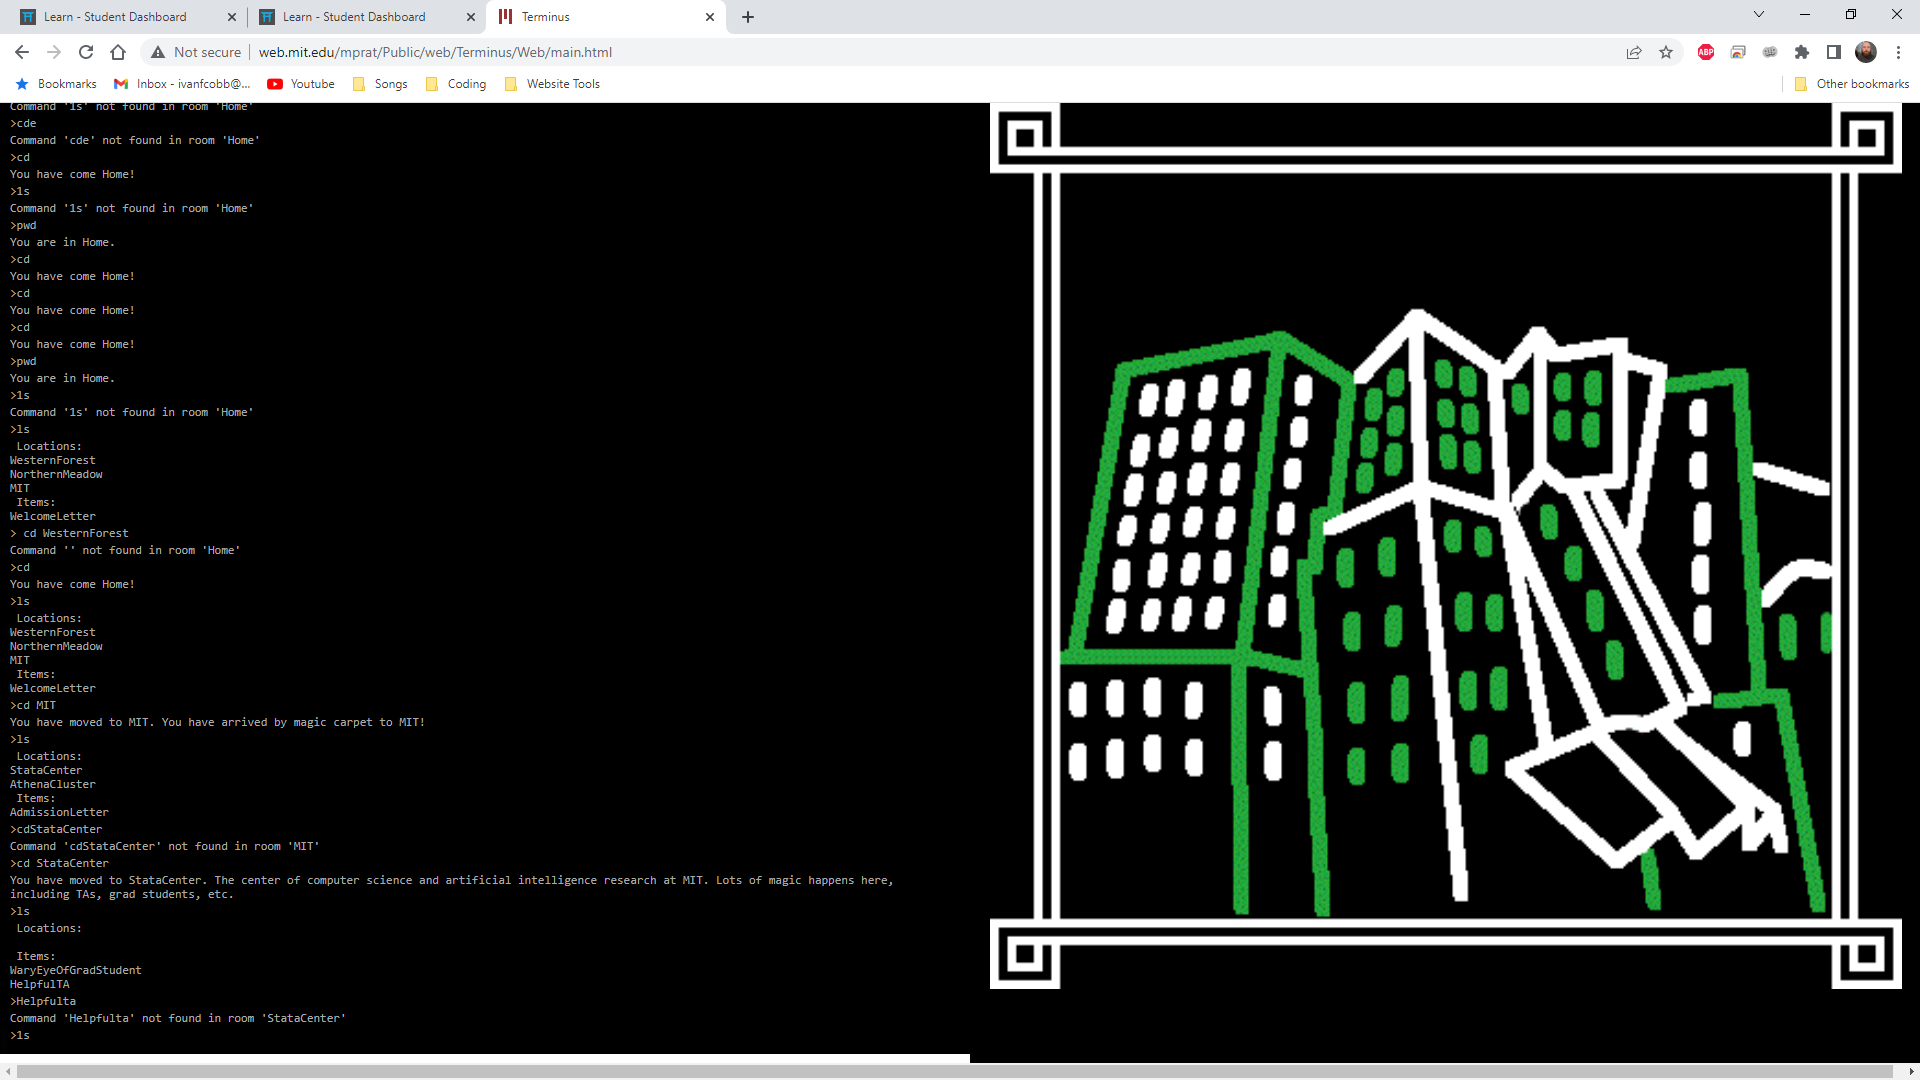 Learn - Student Dashboard
Learn - Student Dashboard
Terminus
Not secure
web.mit.edu/mprat/Public/web/Terminus/Web/main.html
ABP
Bookmarks
Inbox - ivanfcobb@...
Youtube
Songs
Coding
Website Tools
Other bookmarks
Command '1s' not found in room 'Home'
>cde
Command 'cde' not found in room 'Home'
>cd
You have come Home!
>1s
Command '1s' not found in room 'Home'
>pwd
You are in Home.
>cd
You have come Home!
>cd
You have come Home!
>cd
You have come Home!
>pwd
You are in Home.
>1s
Command '1s' not found in room 'Home'
>ls
Locations:
WesternForest
NorthernMeadow
MIT
Items:
WelcomeLetter
> cd WesternForest
Command '' not found in room 'Home'
>cd
You have come Home!
>ls
Locations:
WesternForest
NorthernMeadow
MIT
Items:
WelcomeLetter
>cd MIT
You have moved to MIT. You have arrived by magic carpet to MIT!
>ls
Locations:
StataCenter
AthenaCluster
Items:
AdmissionLetter
>cdStataCenter
Command 'cdStataCenter' not found in room 'MIT'
>cd StataCenter
You have moved to StataCenter. The center of computer science and artificial intelligence research at MIT. Lots of magic happens here,
including TAs, grad students, etc.
>ls
Locations:
Items:
WaryEyeOfGradStudent
HelpfulTA
>Helpfulta
Command 'Helpfulta' not found in room 'StataCenter'
>1s